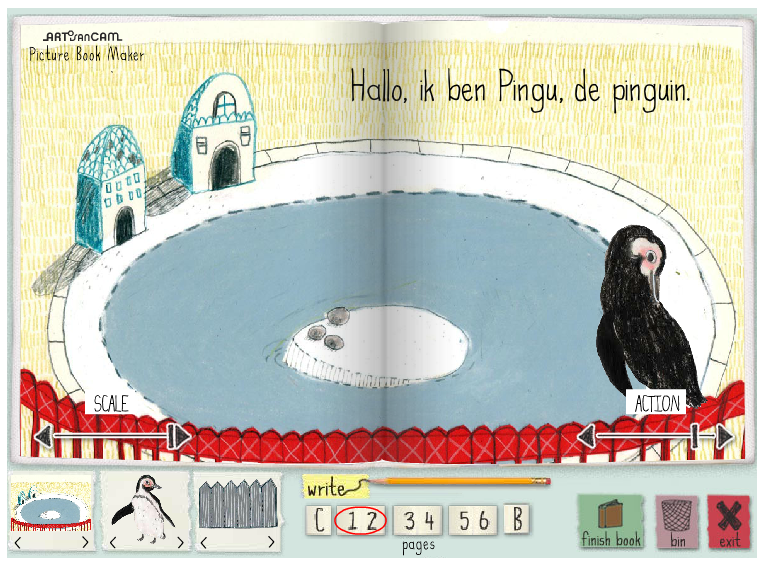 ARTSANCAM
Picture Book Maker
Hallo, ik ben Pingu, de pinguin.
SCALE
ACTION
write
C 1 2 3 4 5 6 B
pages
finish book
bin
exit